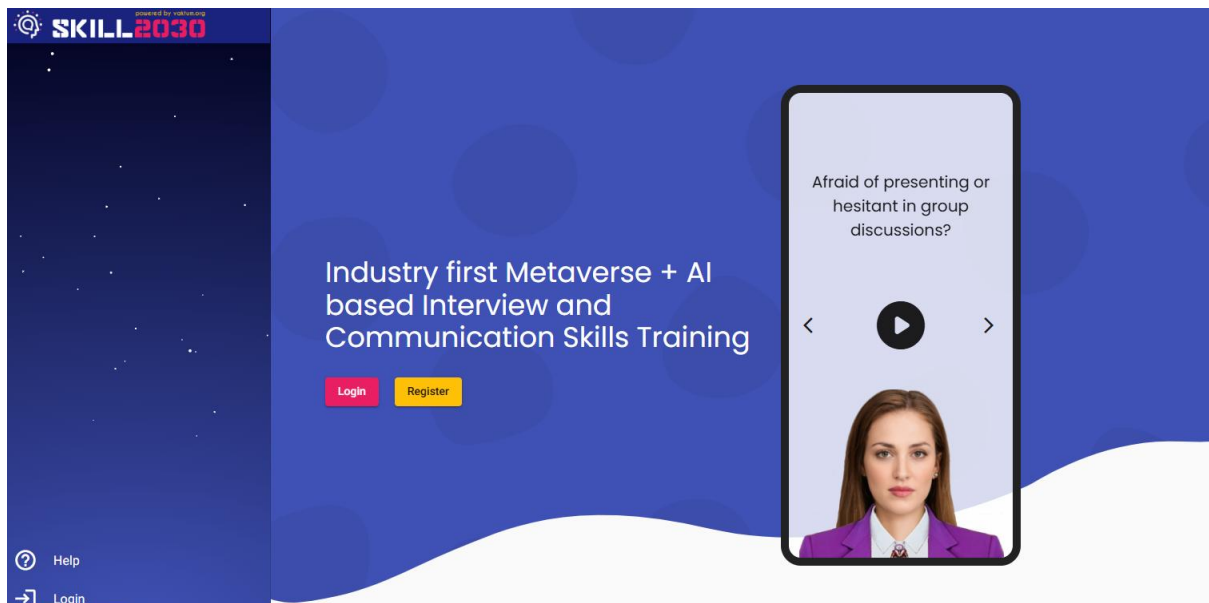 powered by vaklue.org
SKILL2030
Industry first Metaverse + AI
based Interview and
Communication Skills Training
Login
Register
Afraid of presenting or
hesitant in group
discussions?
Help
Login